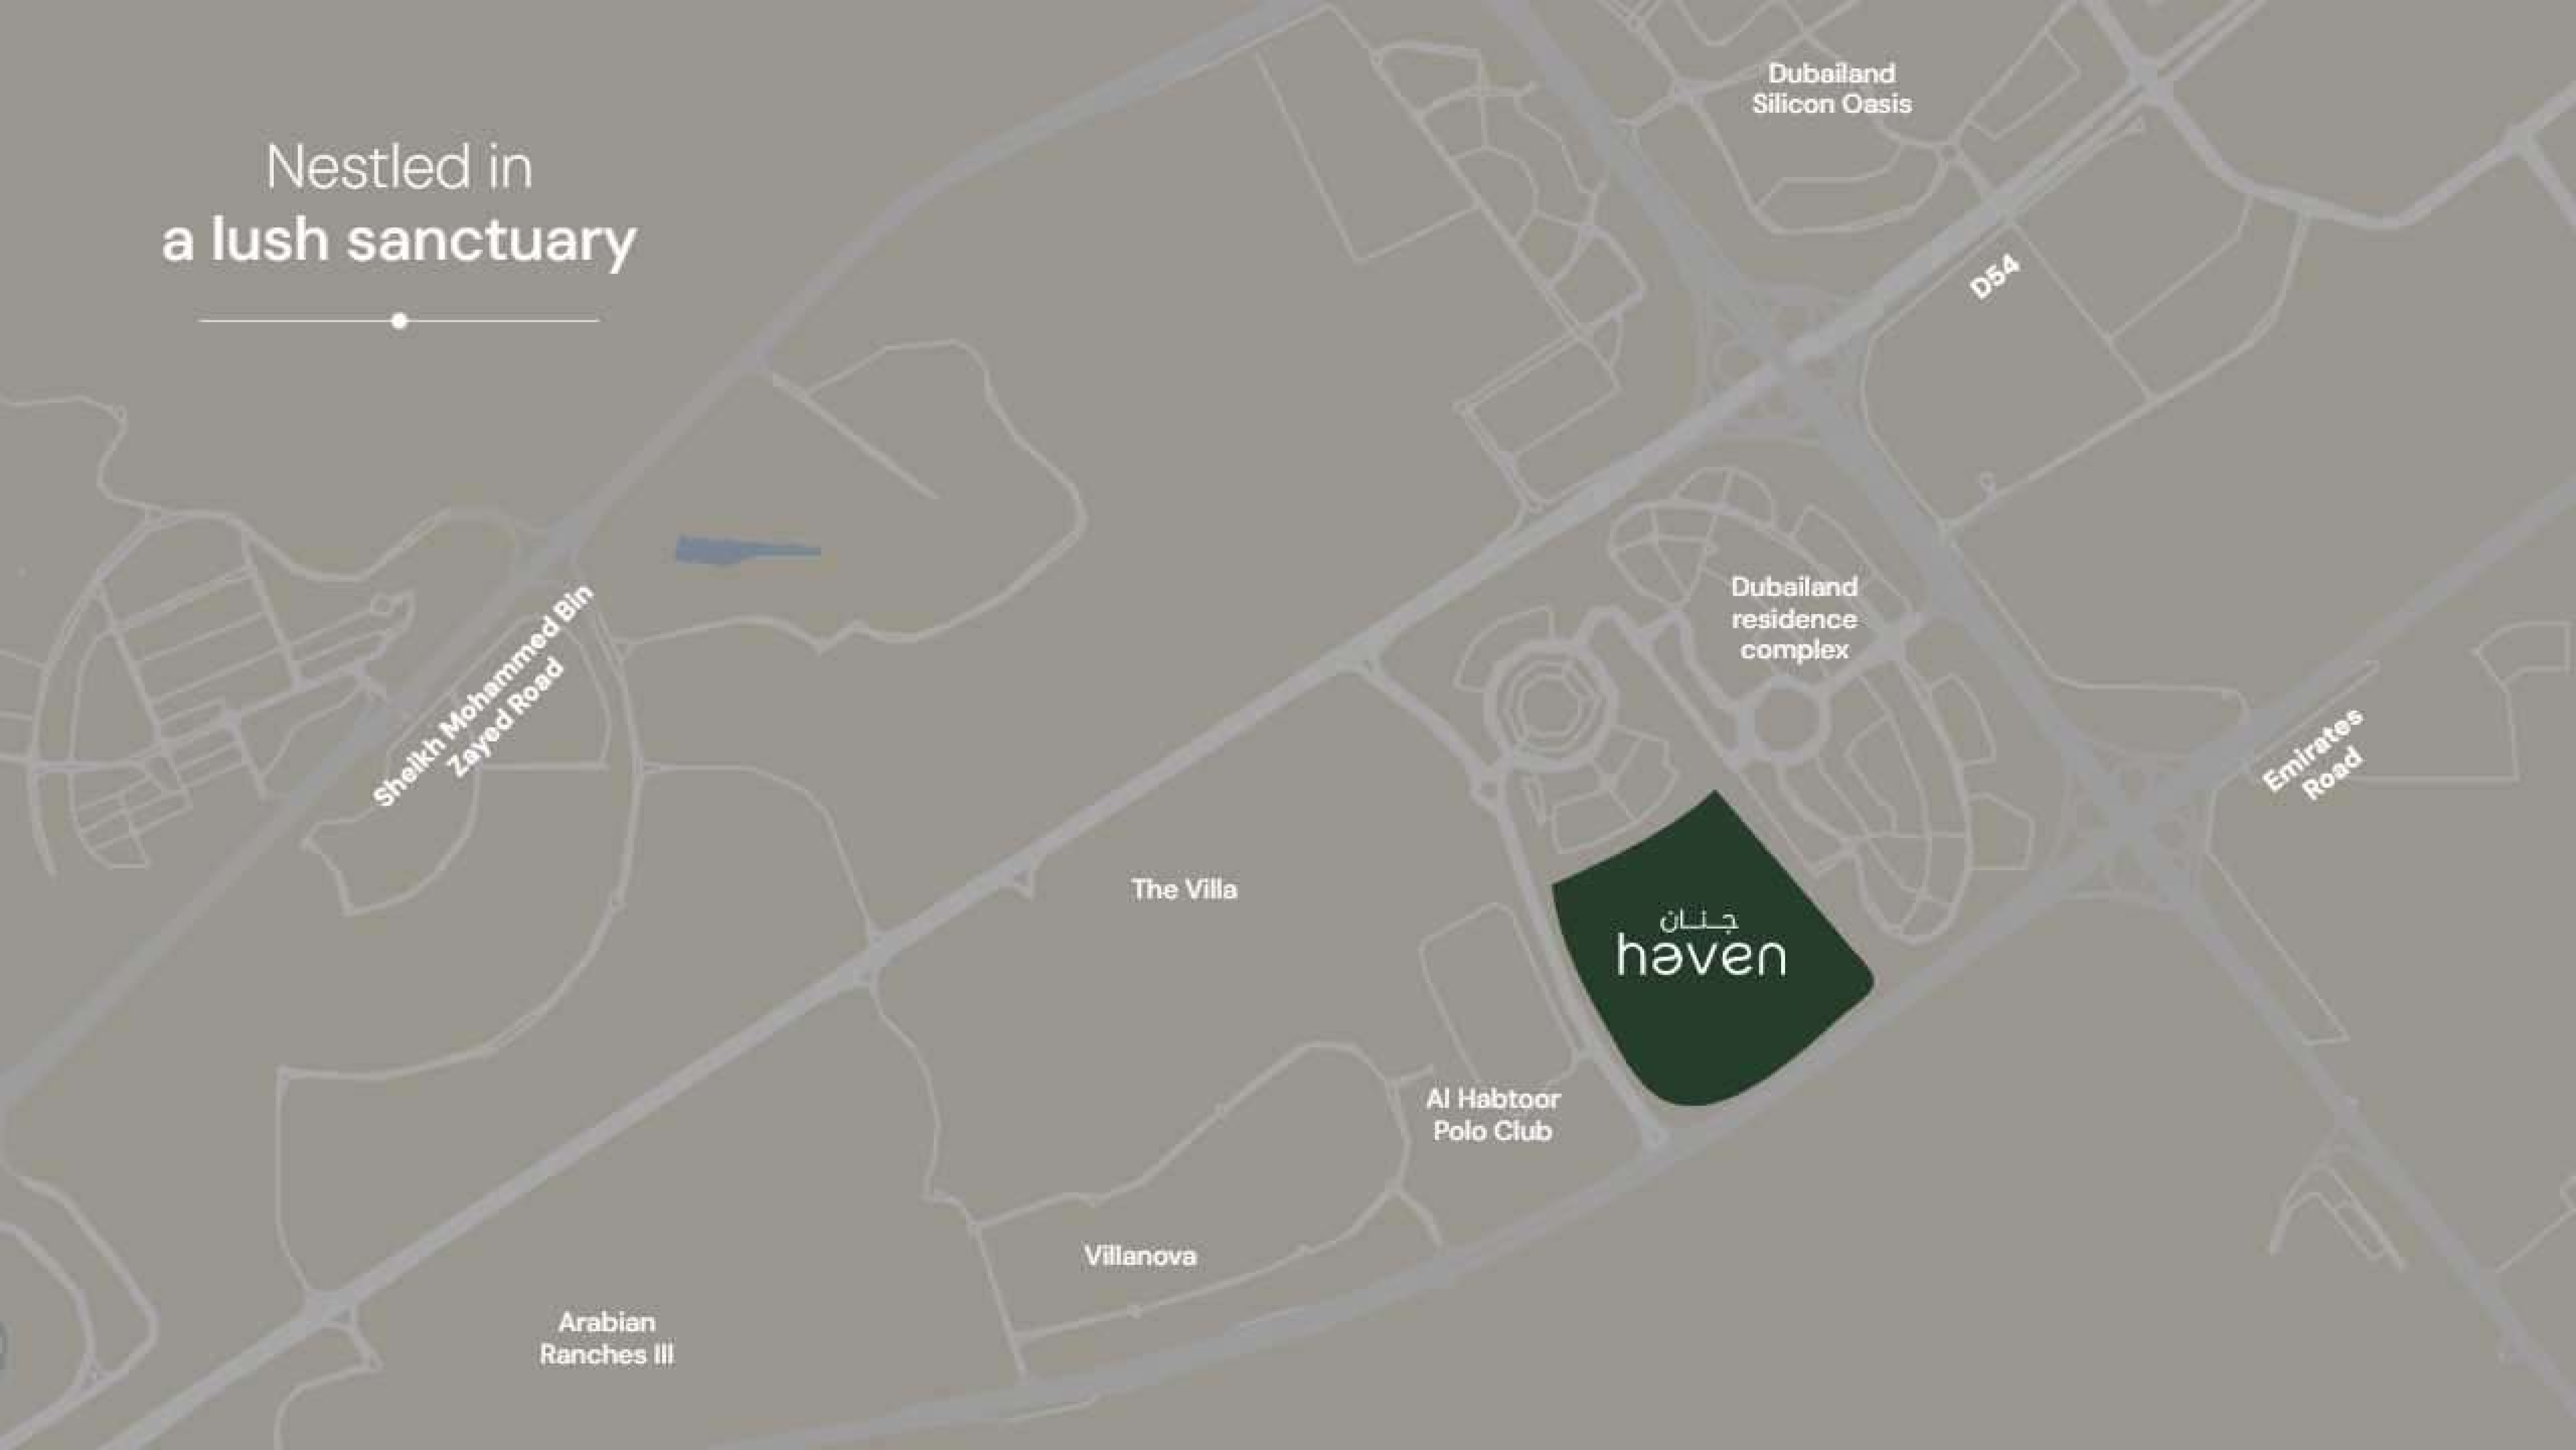 Nestled in
a lush sanctuary
Dubailand
Silicon Oasis
D54
Sheikh Mohammed Bin
Zayed Road
Dubailand
residence
complex
Emirates
Road
The Villa
جنان
haven
Al Habtoor
Polo Club
Villanova
Arabian
Ranches III